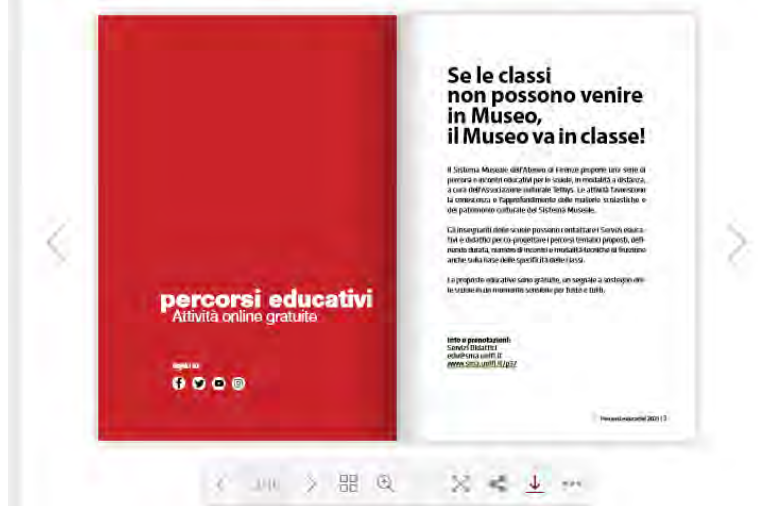 percorsi educativi
Attività online gratuite
Seguici su:
Se le classi
non possono venire
in Museo,
il Museo va in classe!
Il Sistema Museale dell'Ateneo di Firenze propone una serie di
percorsi e incontri educativi per le scuole, in modalità a distanza,
a cura dell'Associazione culturale Tethys. Le attività favoriscono
la conoscenza e l'approfondimento delle materie scolastiche e
del patrimonio culturale del Sistema Museale.
Gli insegnanti delle scuole possono contattare i Servizi educa-
tivi e didattici per co-progettare i percorsi tematici proposti, defi-
nendo durata, numero di incontri e modalità tecniche di fruizione
anche sulla base delle specificità delle classi.
Le proposte educative sono gratuite, un segnale a sostegno del-
le scuole in un momento sensibile per tutte e tutti.
Info e prenotazioni:
Servizi Didattici
edu@sma.unifi.it
www.sma.unifi.it/p37
Percorsi educativi 2021 | 3